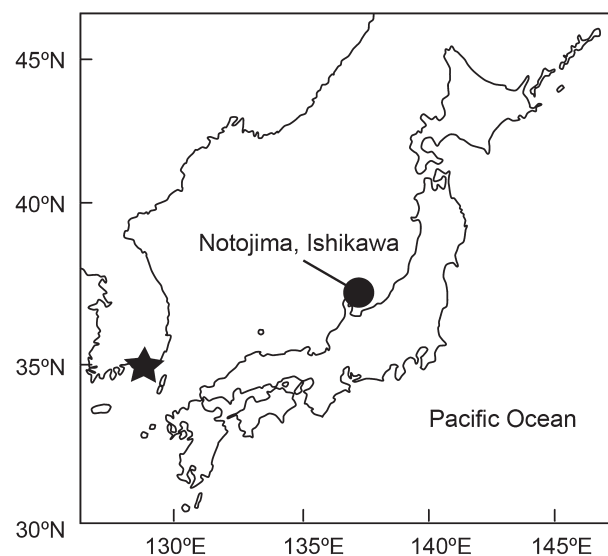 45ºN
40ºN
Notojima, Ishikawa
35ºN
Pacific Ocean
30ºN
130ºE
135ºE
140ºE
145ºE